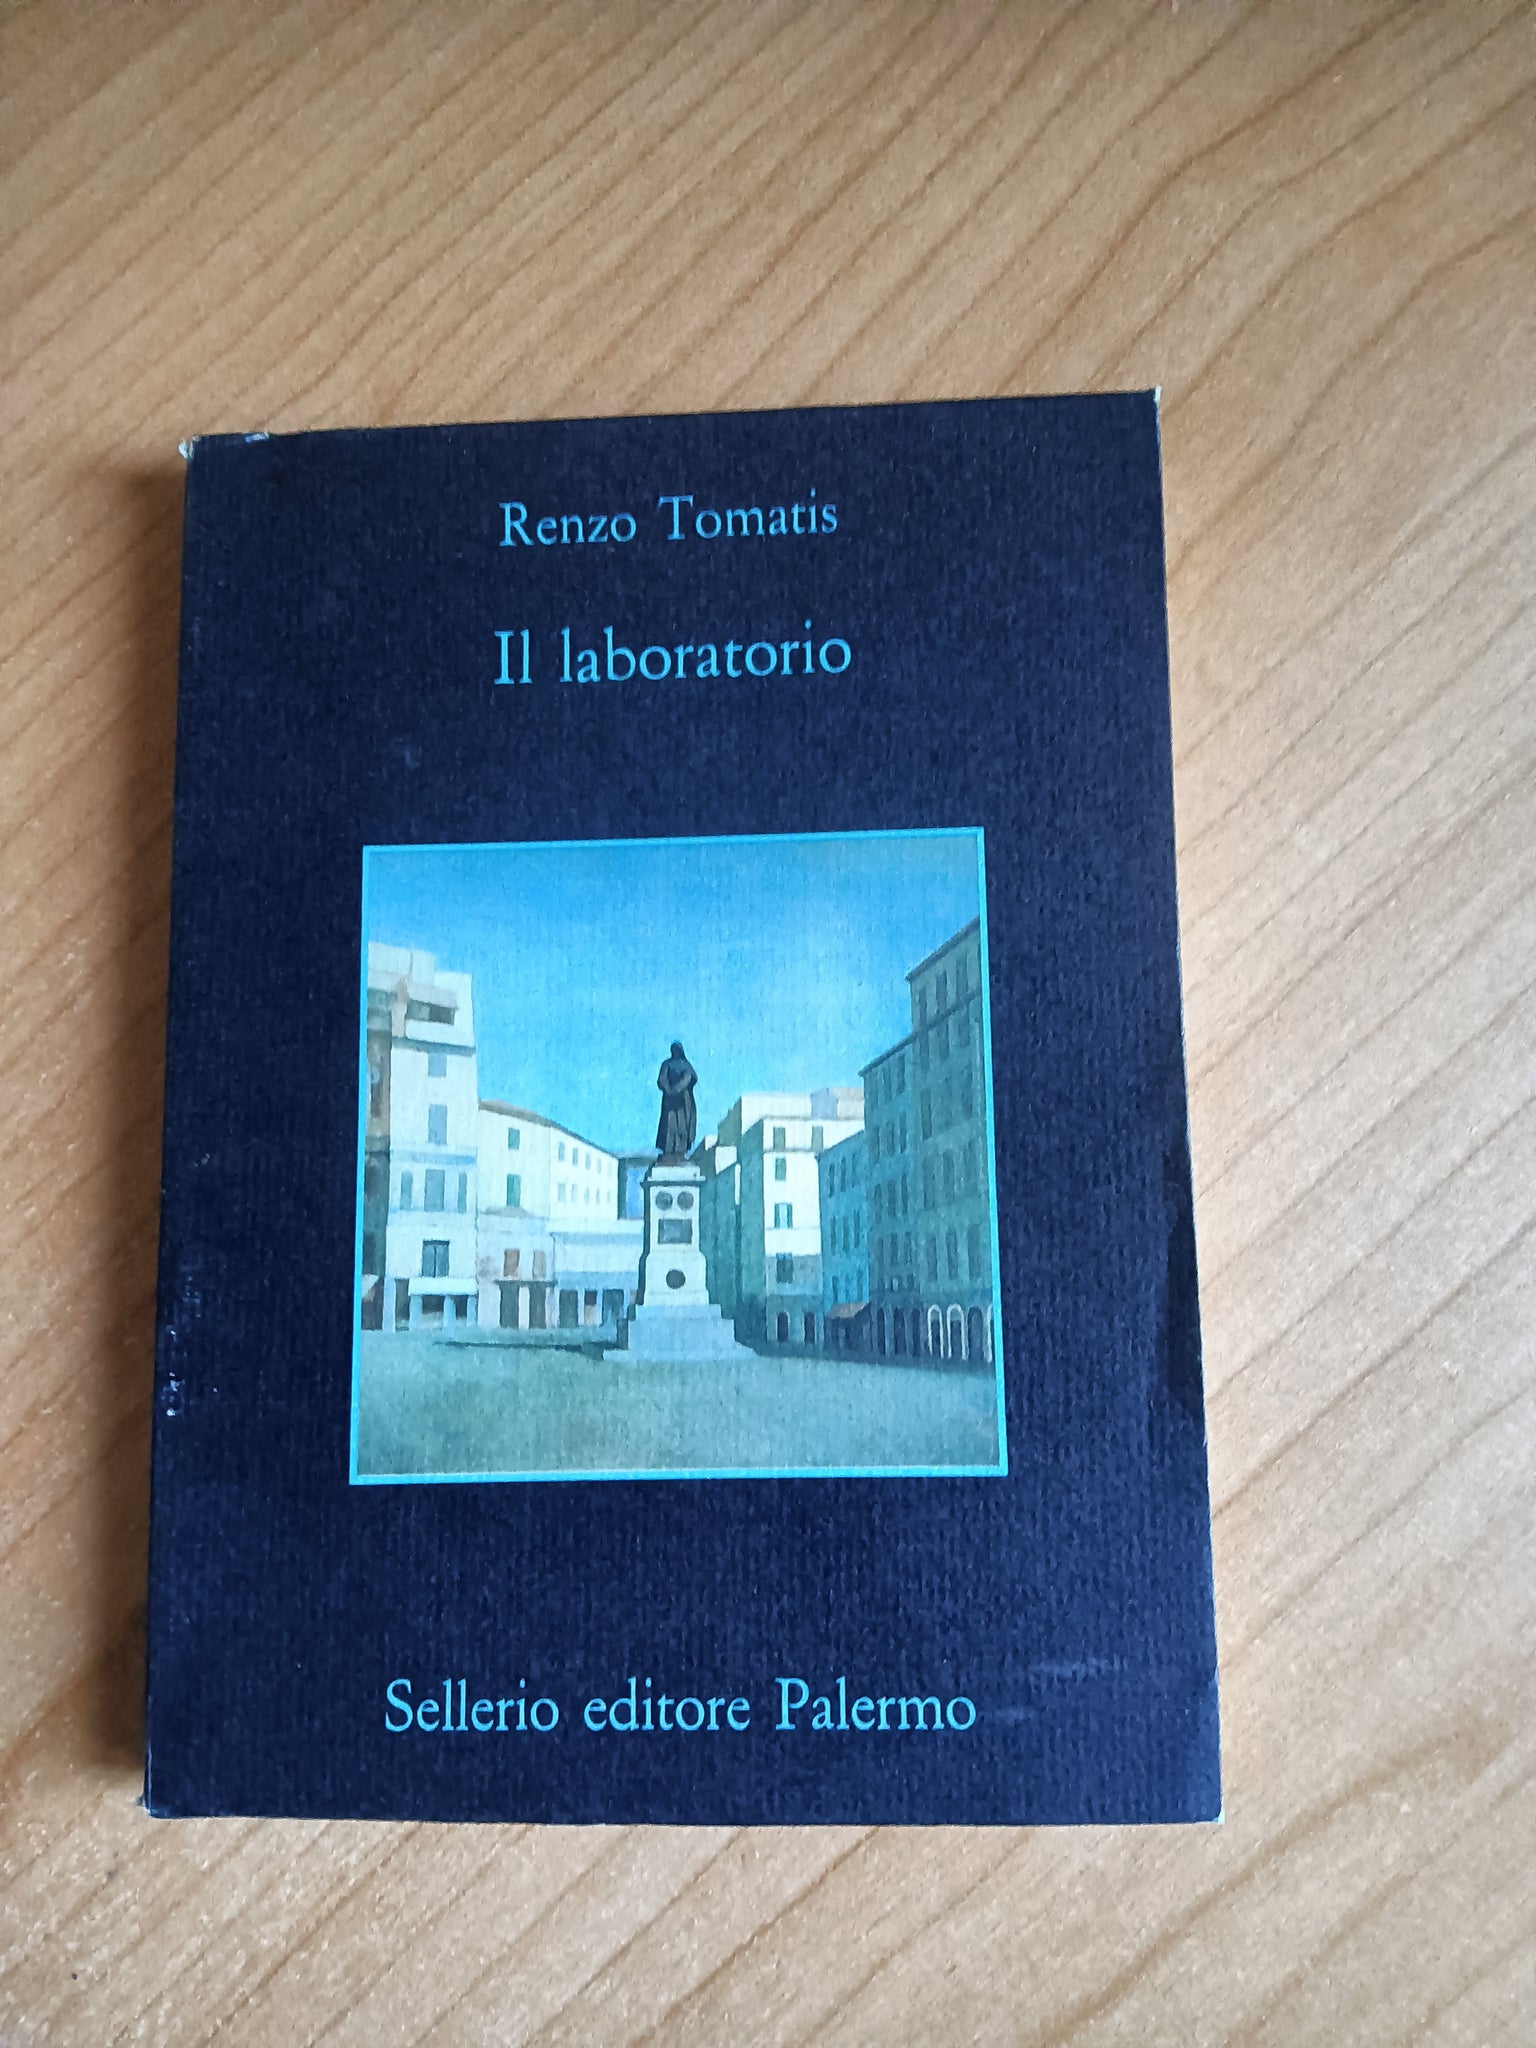 Renzo Tomatis
Il laboratorio
Sellerio editore Palermo